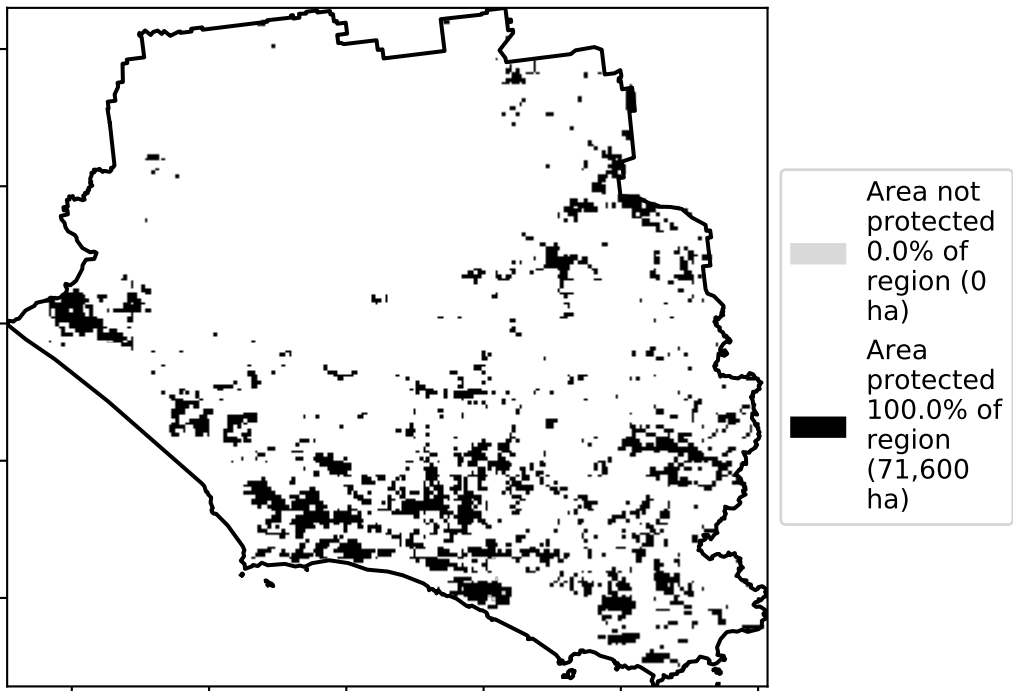 Area not
protected
0.0% of
region (0
ha)
Area
protected
100.0% of
region
(71,600
ha)